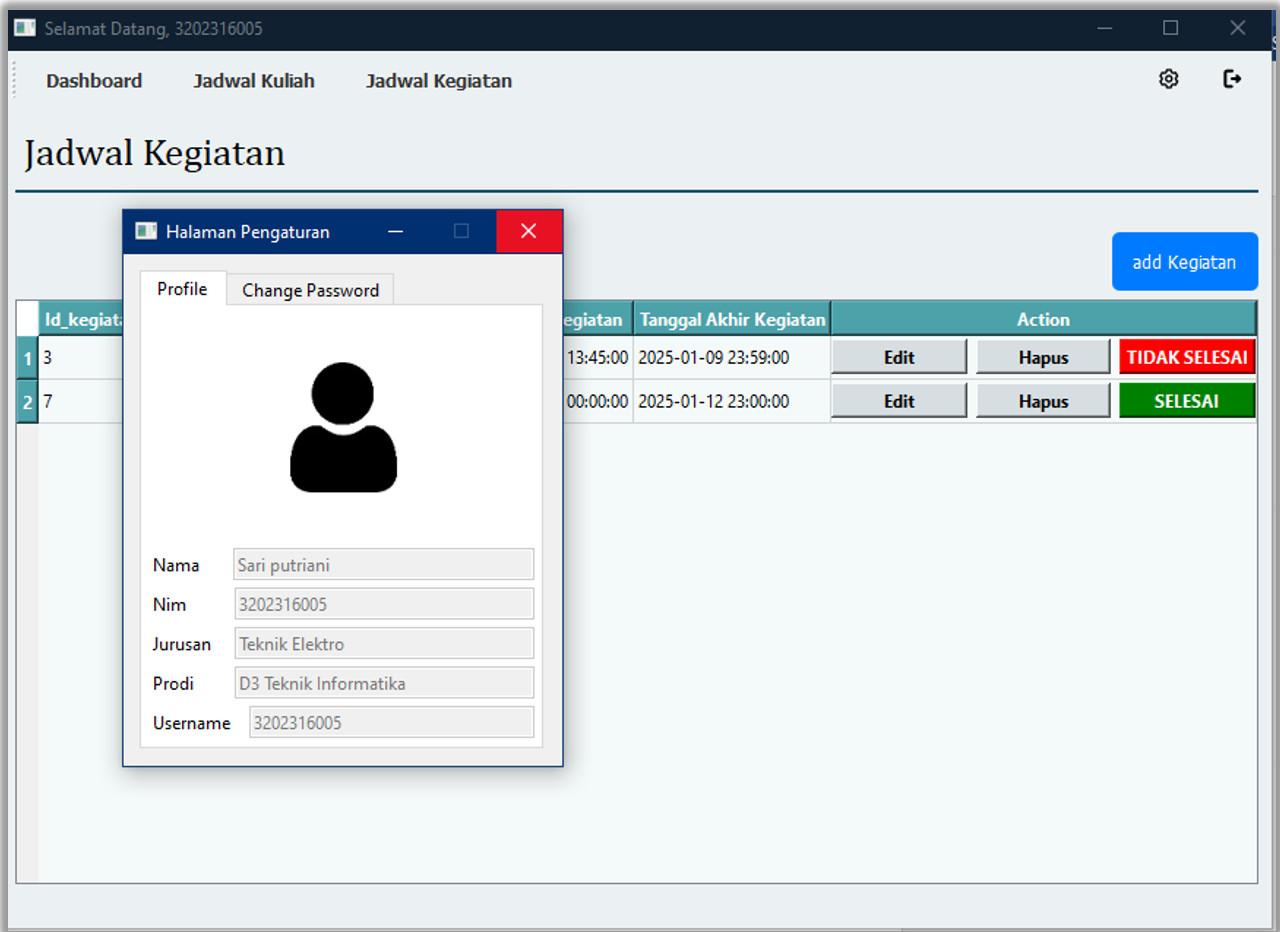 Selamat Datang, 3202316005
Dashboard Jadwal Kuliah Jadwal Kegiatan
Jadwal Kegiatan
Halaman Pengaturan
add Kegiatan
Profile Change Password
Tanggal Akhir Kegiatan Action
1 3 13:45:00 2025-01-09 23:59:00 Edit Hapus TIDAK SELESAI
2 7 00:00:00 2025-01-12 23:00:00 Edit Hapus SELESAI
Nama Sari putriani
Nim 3202316005
Jurusan Teknik Elektro
Prodi D3 Teknik Informatika
Username 3202316005